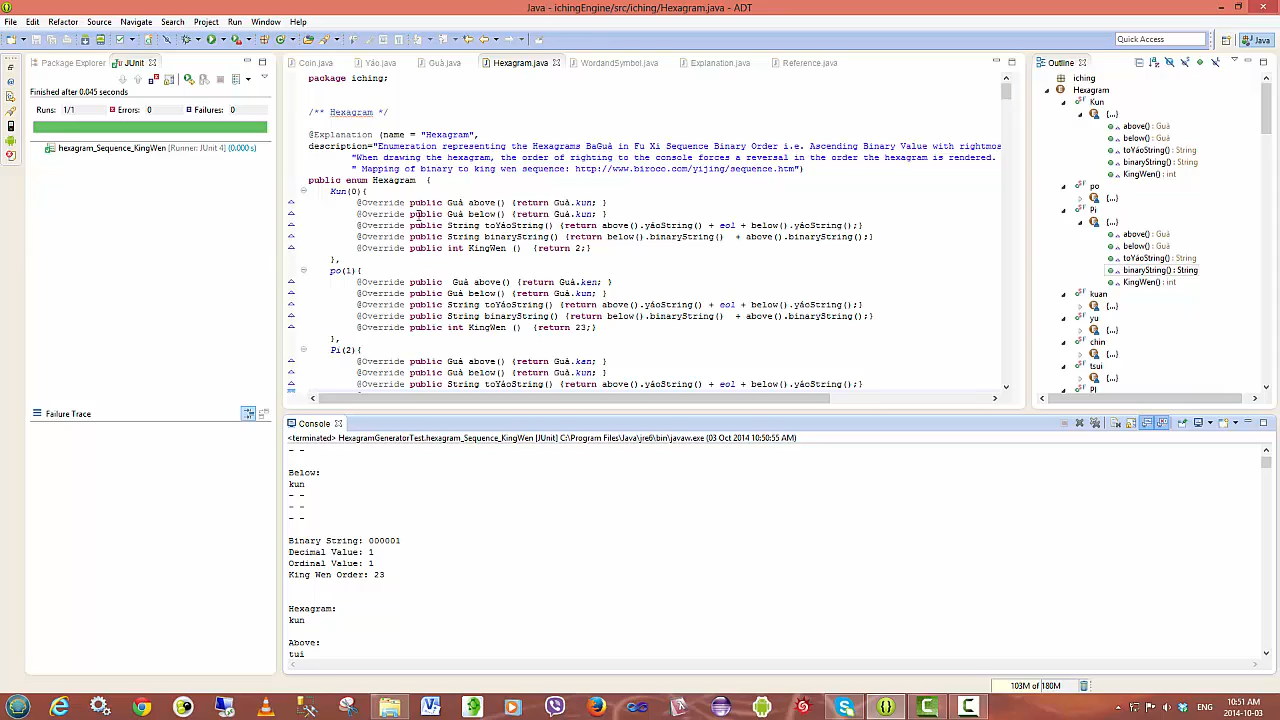 Java - ichingEngine/src/iching/Hexagram.java - ADT
File Edit Refactor Source Navigate Search Project Run Window Help
Quick Access Java
Package Explorer JUnit
Finished after 0.045 seconds
Runs: 1/1 Errors: 0 Failures: 0
hexagram_Sequence_KingWen [Runner: JUnit 4] (0.000 s)
Failure Trace
Coin.java Yáo.java Guà.java Hexagram.java WordandSymbol.java Explanation.java Reference.java
package iching;
/** Hexagram */
@Explanation (name = "Hexagram",
description="Enumeration representing the Hexagrams BaGuà in Fu Xi Sequence Binary Order i.e. Ascending Binary Value with rightmos
"When drawing the hexagram, the order of righting to the console forces a reversal in the order the hexagram is rendered.
" Mapping of binary to king wen sequence: http://www.biroco.com/yijing/sequence.htm")
public enum Hexagram {
Kun(0){
@Override public Guà above() {return Guà.kun; }
@Override public Guà below() {return Guà.kun; }
@Override public String toYáoString() {return above().yáoString() + eol + below().yáoString();}
@Override public String binaryString() {return below().binaryString() + above().binaryString();}
@Override public int KingWen () {return 2;}
},
po(1){
@Override public Guà above() {return Guà.ken; }
@Override public Guà below() {return Guà.kun; }
@Override public String toYáoString() {return above().yáoString() + eol + below().yáoString();}
@Override public String binaryString() {return below().binaryString() + above().binaryString();}
@Override public int KingWen () {return 23;}
},
Pi(2){
@Override public Guà above() {return Guà.kan; }
@Override public Guà below() {return Guà.kun; }
@Override public String toYáoString() {return above().yáoString() + eol + below().yáoString();}
Outline
iching
Hexagram
Kun
{...}
above() : Guà
below() : Guà
toYáoString() : String
binaryString() : String
KingWen() : int
po
{...}
Pi
{...}
above() : Guà
below() : Guà
toYáoString() : String
binaryString() : String
KingWen() : int
kuan
{...}
yu
{...}
chin
{...}
tsui
{...}
PI
Console
<terminated> HexagramGeneratorTest.hexagram_Sequence_KingWen [JUnit] C:\Program Files\Java\jre6\bin\javaw.exe (03 Oct 2014 10:50:55 AM)
- -
Below:
kun
- -
- -
- -
Binary String: 000001
Decimal Value: 1
Ordinal Value: 1
King Wen Order: 23
Hexagram:
kun
Above:
tui
103M of 180M
ENG
10:51 AM
2014-10-03